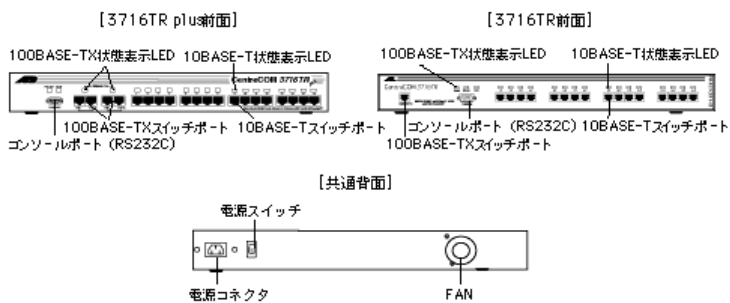 [3716TR plus前面]
[3716TR前面]
100BASE-TX状態表示LED 10BASE-T状態表示LED
100BASE-TX状態表示LED 10BASE-T状態表示LED
CentreCOM 3716TR
CentreCOM 3716TR
100BASE-TXスイッチポート 10BASE-Tスイッチポート
コンソールポート (RS232C)
コンソールポート (RS232C) 10BASE-Tスイッチポート
100BASE-TXスイッチポート
[共通背面]
電源スイッチ
電源コネクタ
FAN